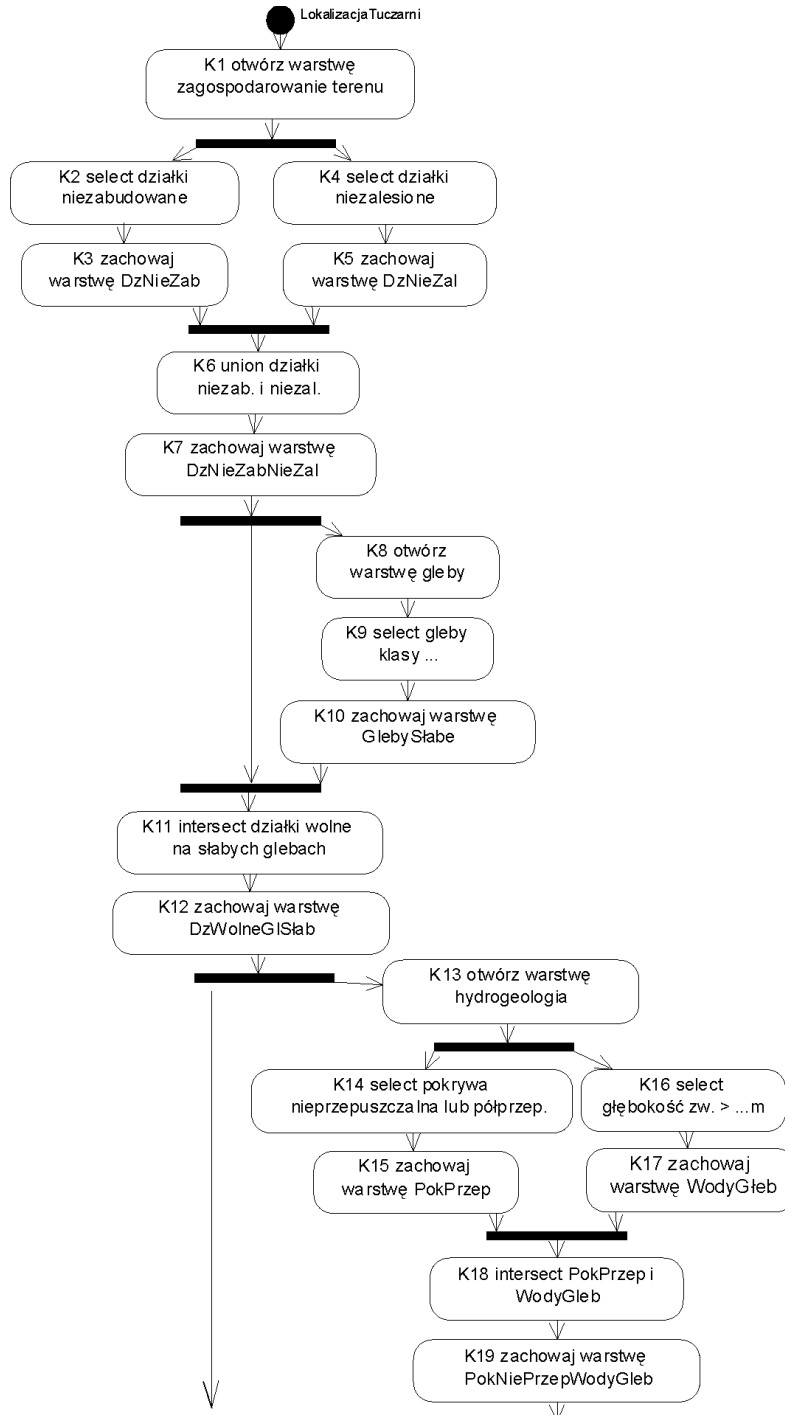 LokalizacjaTuczarni
K1 otwórz warstwę
zagospodarowanie terenu
K2 select działki
niezabudowane
K4 select działki
niezalesione
K3 zachowaj
warstwę DzNieZab
K5 zachowaj
warstwę DzNieZal
K6 union działki
niezab. i niezal.
K7 zachowaj warstwę
DzNieZabNieZal
K8 otwórz
warstwę gleby
K9 select gleby
klasy ...
K10 zachowaj warstwę
GlebySłabe
K11 intersect działki wolne
na słabych glebach
K12 zachowaj warstwę
DzWolneGlSłab
K13 otwórz warstwę
hydrogeologia
K14 select pokrywa
nieprzepuszczalna lub półprzep.
K16 select
głębokość zw. > ...m
K15 zachowaj
warstwę PokPrzep
K17 zachowaj
warstwę WodyGłeb
K18 intersect PokPrzep i
WodyGleb
K19 zachowaj warstwę
PokNiePrzepWodyGleb